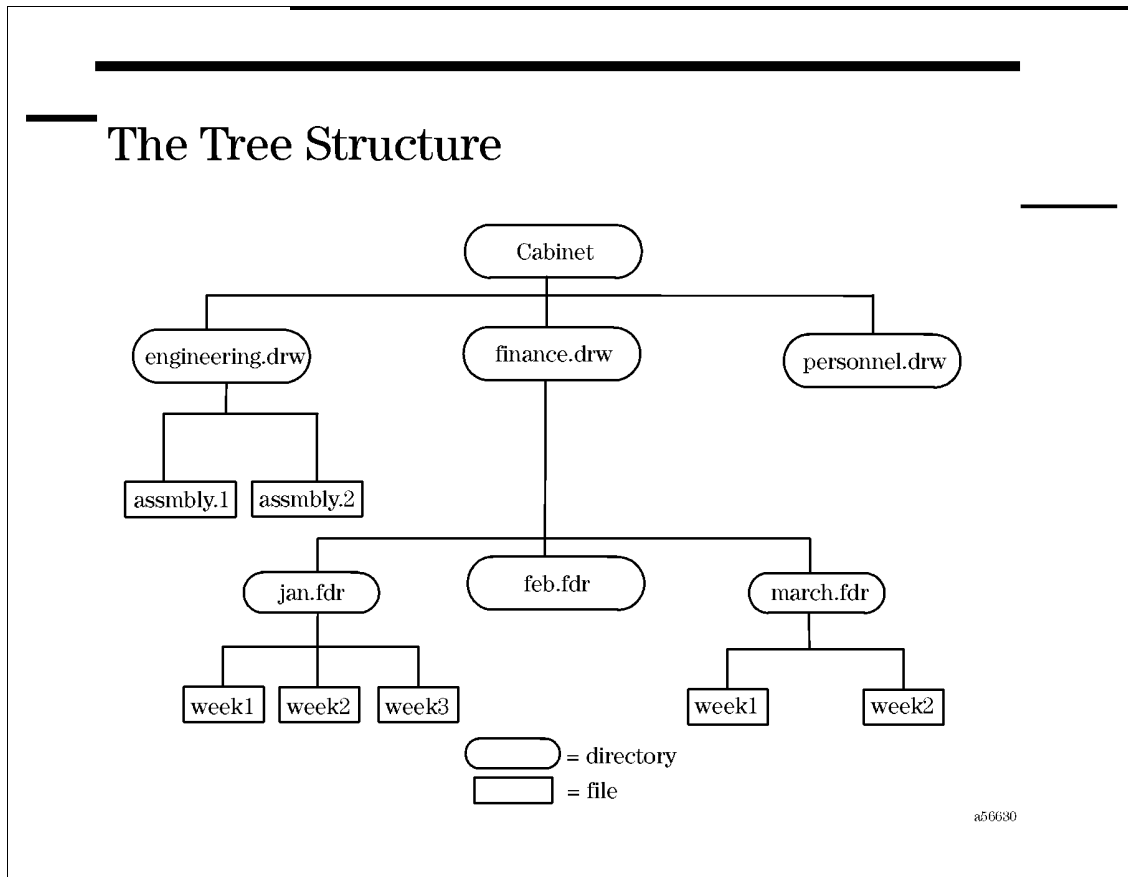 The Tree Structure
Cabinet
engineering.drw
finance.drw
personnel.drw
assmbly.1
assmbly.2
jan.fdr
feb.fdr
march.fdr
week1
week2
week3
week1
week2
= directory
= file
a56630